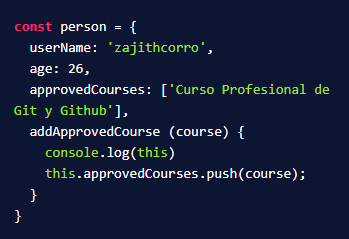 const person = {
  userName: 'zajithcorro',
  age: 26,
  approvedCourses: ['Curso Profesional de
Git y Github'],
  addApprovedCourse (course) {
    console.log(this)
    this.approvedCourses.push(course);
  }
}